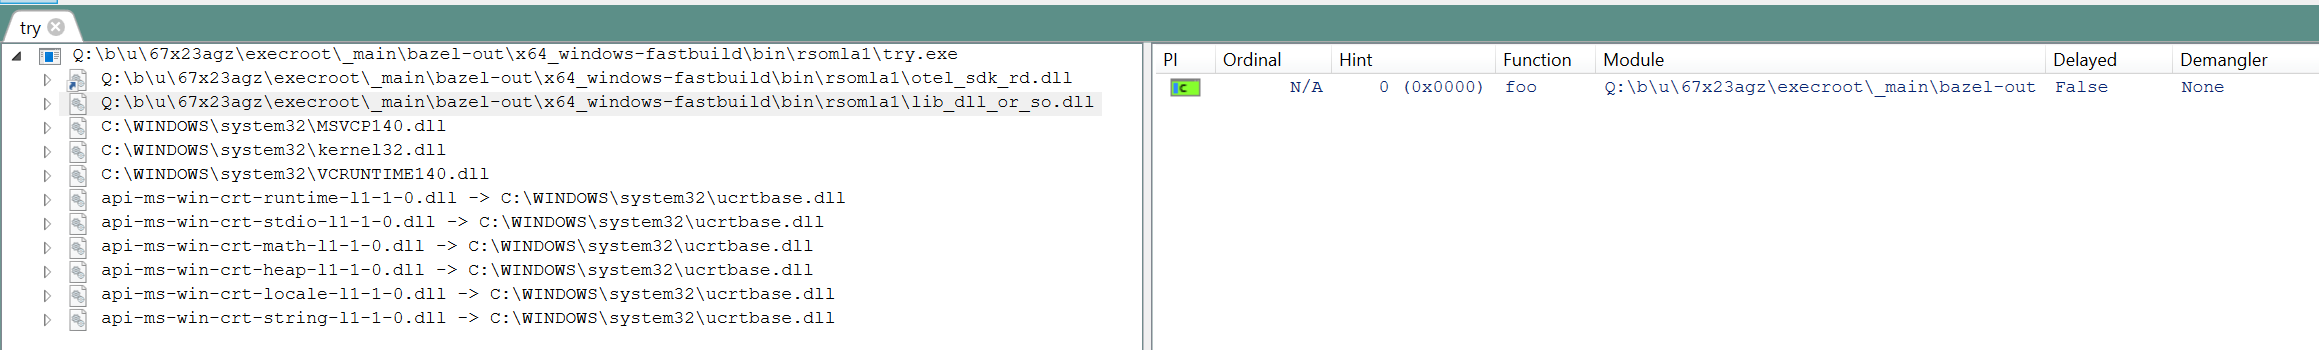 try
Q:\b\u\67x23agz\execroot\_main\bazel-out\x64_windows-fastbuild\bin\rsomla1\try.exe
Q:\b\u\67x23agz\execroot\_main\bazel-out\x64_windows-fastbuild\bin\rsomla1\otel_sdk_rd.dll
Q:\b\u\67x23agz\execroot\_main\bazel-out\x64_windows-fastbuild\bin\rsomla1\lib_dll_or_so.dll
C:\WINDOWS\system32\MSVCP140.dll
C:\WINDOWS\system32\kernel32.dll
C:\WINDOWS\system32\VCRUNTIME140.dll
api-ms-win-crt-runtime-l1-1-0.dll -> C:\WINDOWS\system32\ucrtbase.dll
api-ms-win-crt-stdio-l1-1-0.dll -> C:\WINDOWS\system32\ucrtbase.dll
api-ms-win-crt-math-l1-1-0.dll -> C:\WINDOWS\system32\ucrtbase.dll
api-ms-win-crt-heap-l1-1-0.dll -> C:\WINDOWS\system32\ucrtbase.dll
api-ms-win-crt-locale-l1-1-0.dll -> C:\WINDOWS\system32\ucrtbase.dll
api-ms-win-crt-string-l1-1-0.dll -> C:\WINDOWS\system32\ucrtbase.dll
PI Ordinal Hint Function Module Delayed Demangler
C N/A 0 (0x0000) foo Q:\b\u\67x23agz\execroot\_main\bazel-out False None